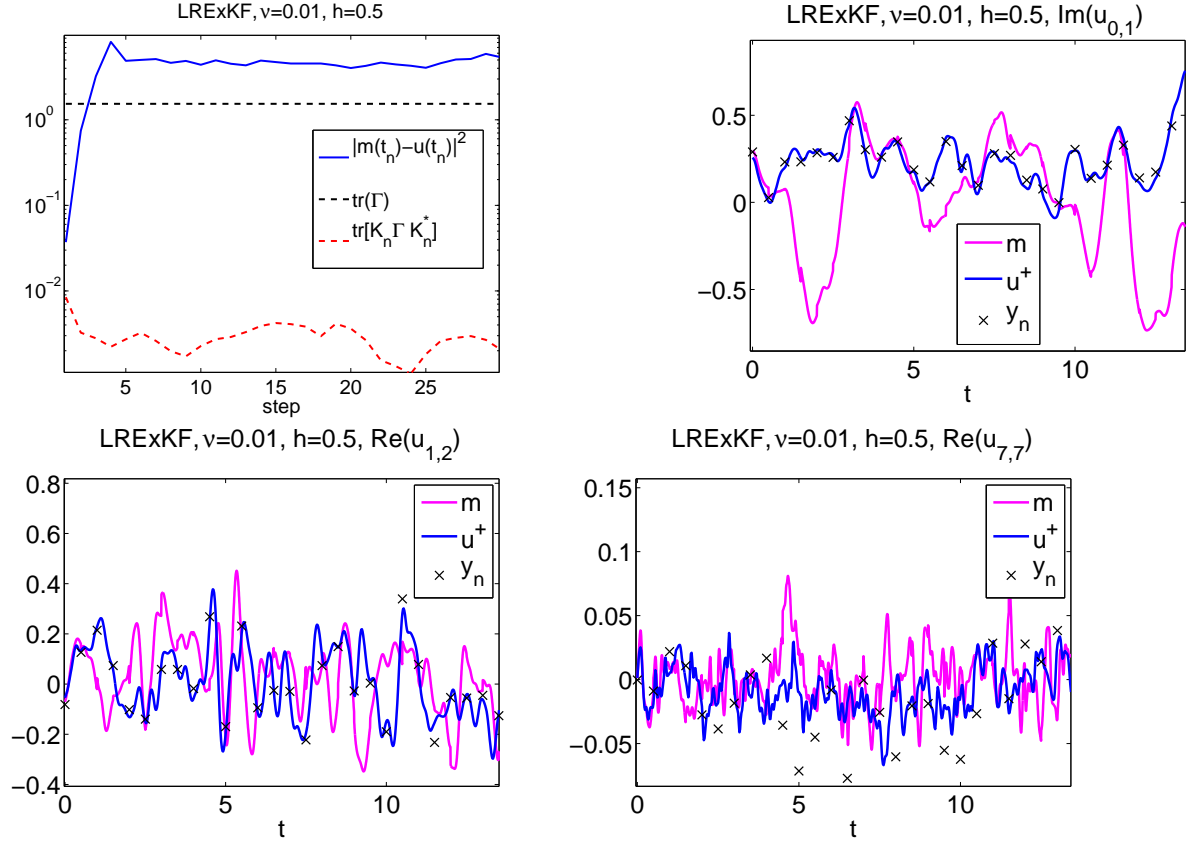 LRExKF, ν=0.01, h=0.5
10^0
10^{-1}
10^{-2}
|m(t_n)−u(t_n)|^2
tr(Γ)
tr[K_n Γ K_n^*]
5 10 15 20 25
step
LRExKF, ν=0.01, h=0.5, Im(u_{0,1})
0.5
0
−0.5
m
u^+
y_n
0 5 10
t
LRExKF, ν=0.01, h=0.5, Re(u_{1,2})
0.8
0.6
0.4
0.2
0
−0.2
−0.4
m
u^+
y_n
0 5 10
t
LRExKF, ν=0.01, h=0.5, Re(u_{7,7})
0.15
0.1
0.05
0
−0.05
m
u^+
y_n
0 5 10
t